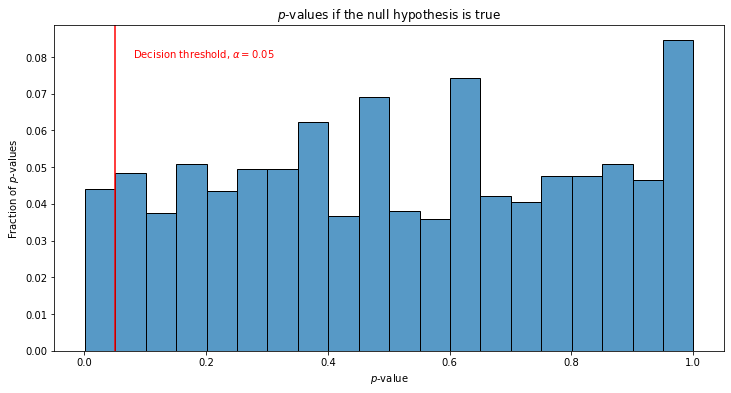 p-values if the null hypothesis is true
Decision threshold, α = 0.05
Fraction of p-values
0.08
0.07
0.06
0.05
0.04
0.03
0.02
0.01
0.00
0.0 0.2 0.4 0.6 0.8 1.0
p-value